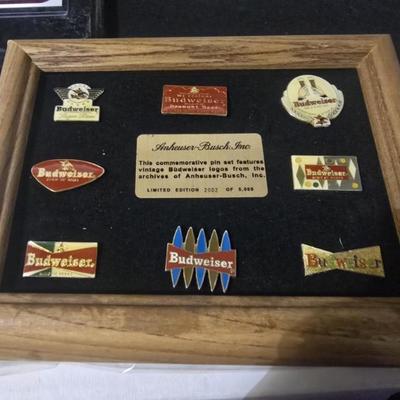 Budweiser
Budweiser
Budweiser
Anheuser-Busch, Inc.
This commemorative pin set features
vintage Budweiser logos from the
archives of Anheuser-Busch, Inc.
LIMITED EDITION 2002 OF 5,000
Budweiser
Budweiser
Budweiser
Budweiser
Budweiser